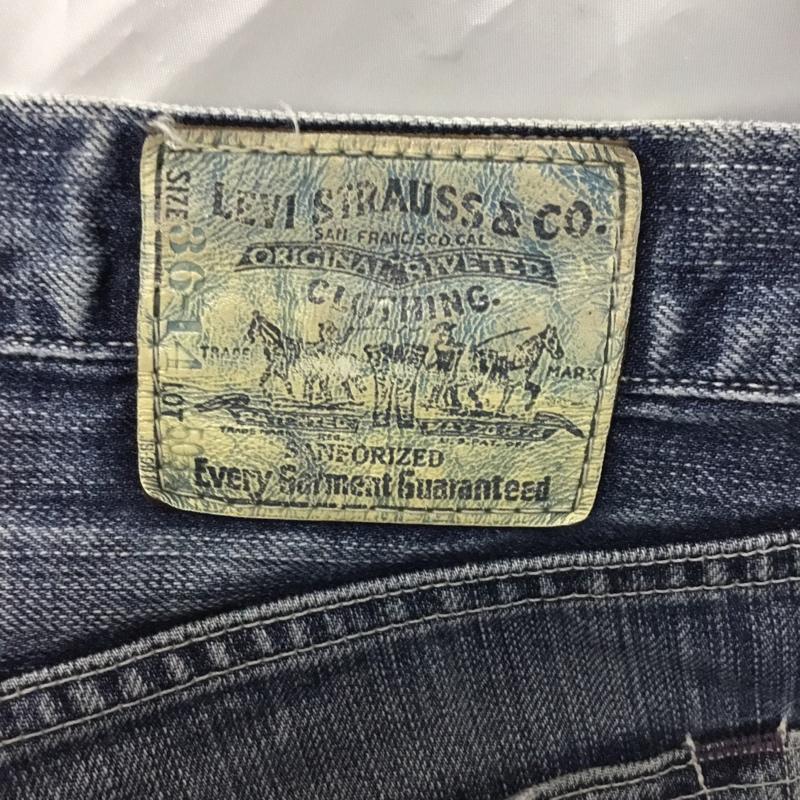 LEVI STRAUSS & CO.
SAN FRANCISCO, CAL
ORIGINAL RIVETED
CLOTHING.
TRADE MARK
SANFORIZED
Every Garment Guaranteed
SIZE 36-14 LOT